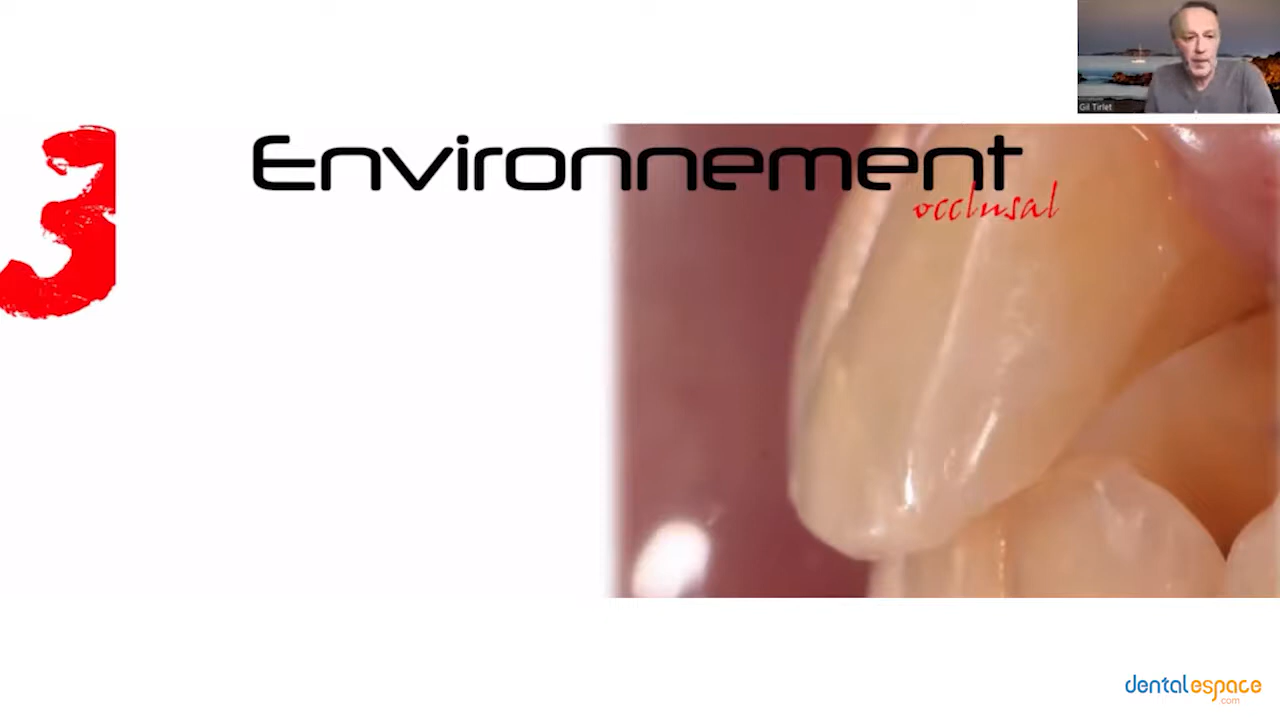 Gil Tirlet
3
Environnement
occlusal
dentalespace
.com